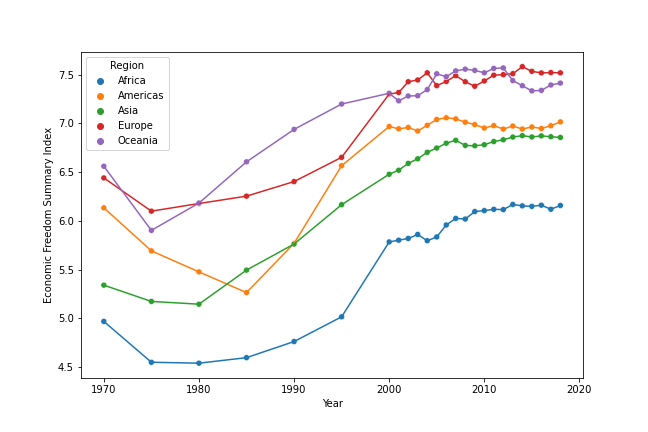 Region
Africa
Americas
Asia
Europe
Oceania
7.5
7.0
6.5
6.0
5.5
5.0
4.5
Economic Freedom Summary Index
1970 1980 1990 2000 2010 2020
Year